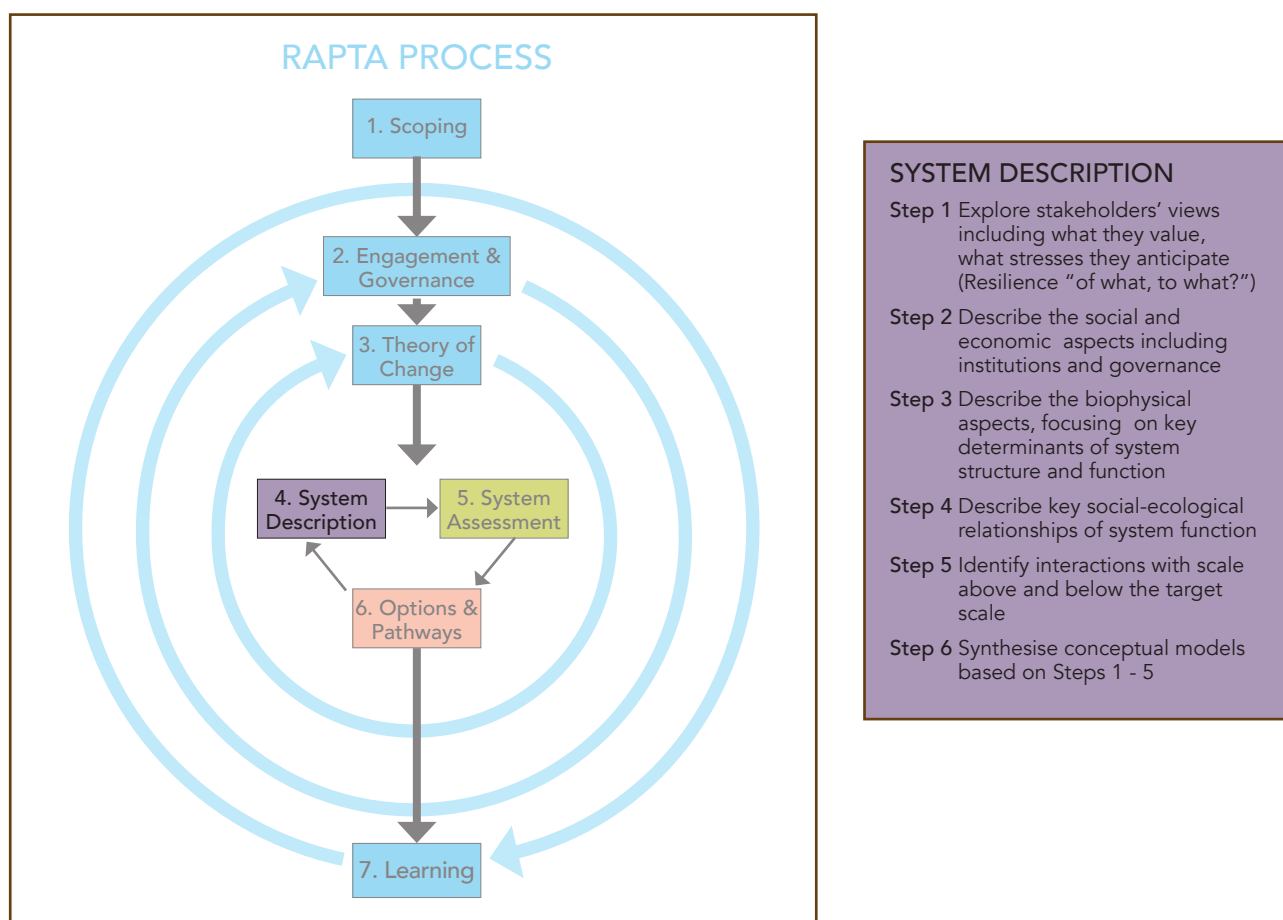 RAPTA PROCESS
1. Scoping
2. Engagement &
Governance
3. Theory of
Change
4. System
Description
5. System
Assessment
6. Options &
Pathways
7. Learning
SYSTEM DESCRIPTION
Step 1 Explore stakeholders’ views
including what they value,
what stresses they anticipate
(Resilience “of what, to what?”)
Step 2 Describe the social and
economic aspects including
institutions and governance
Step 3 Describe the biophysical
aspects, focusing on key
determinants of system
structure and function
Step 4 Describe key social-ecological
relationships of system function
Step 5 Identify interactions with scale
above and below the target
scale
Step 6 Synthesise conceptual models
based on Steps 1 - 5